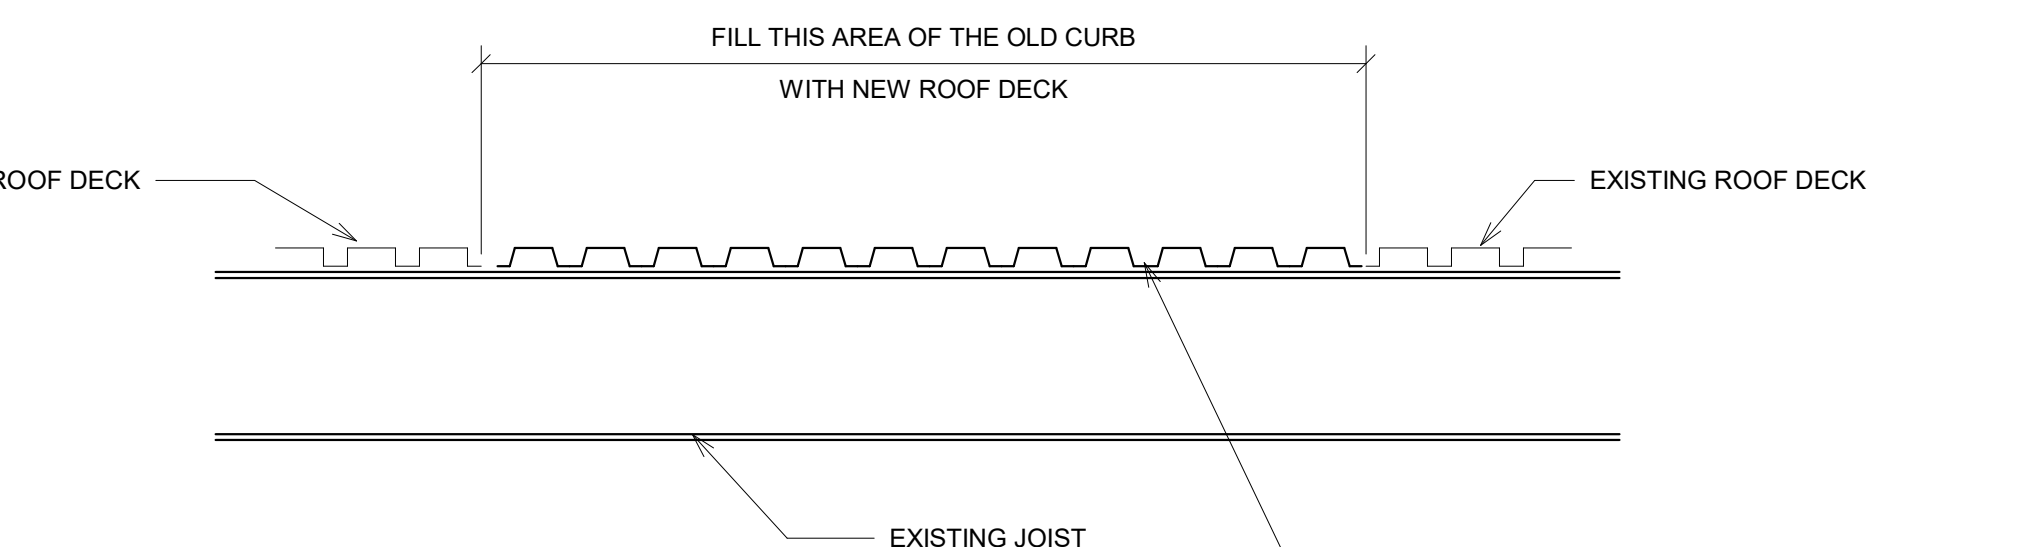 FILL THIS AREA OF THE OLD CURB
WITH NEW ROOF DECK
ROOF DECK
EXISTING ROOF DECK
EXISTING JOIST